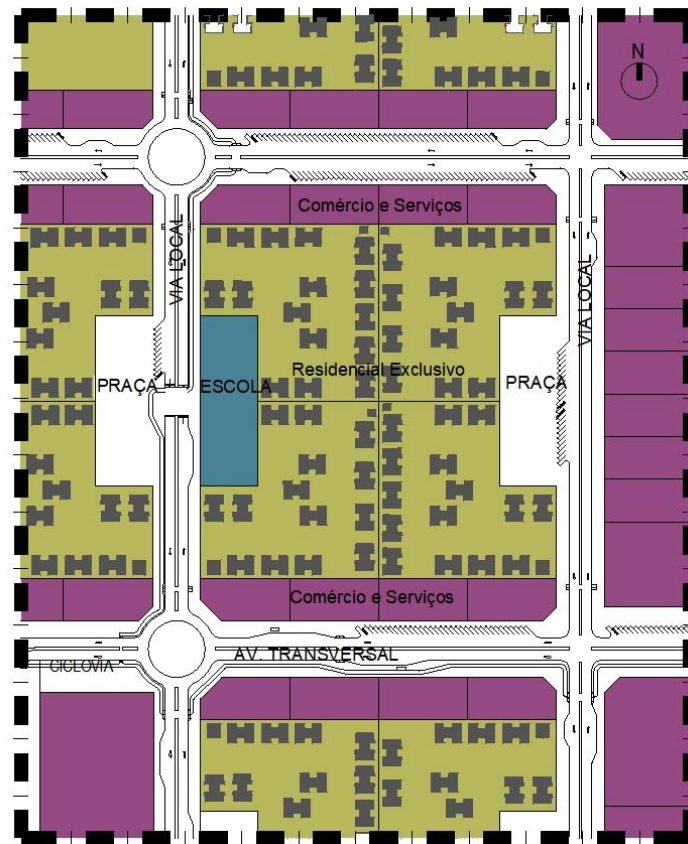 N
Comércio e Serviços
VIA LOCAL
VIA LOCAL
Residencial Exclusivo
PRAÇA
ESCOLA
PRAÇA
Comércio e Serviços
AV. TRANSVERSAL
CICLOVIA